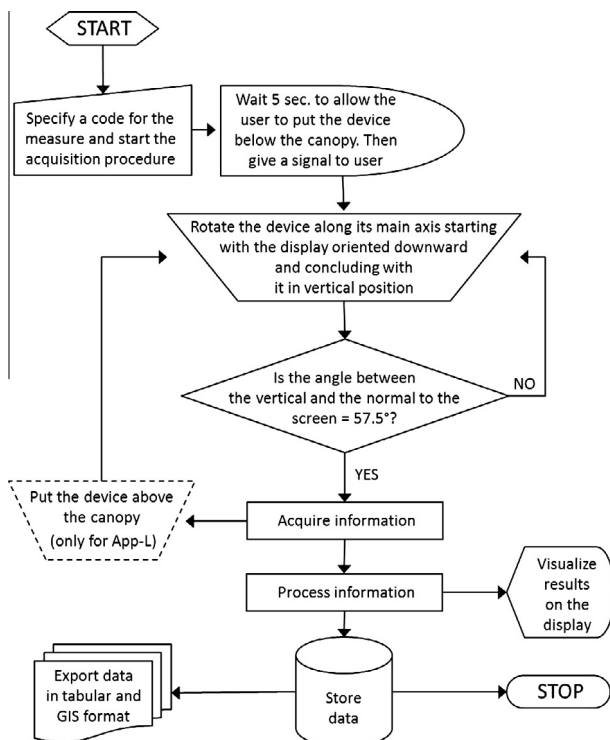 START
Specify a code for the
measure and start the
acquisition procedure
Wait 5 sec. to allow the
user to put the device
below the canopy. Then
give a signal to user
Rotate the device along its main axis starting
with the display oriented downward
and concluding with
it in vertical position
Is the angle between
the vertical and the normal to the
screen = 57.5°?
NO
YES
Put the device above
the canopy
(only for App-L)
Acquire information
Process information
Visualize
results
on the
display
Export data
in tabular and
GIS format
Store
data
STOP